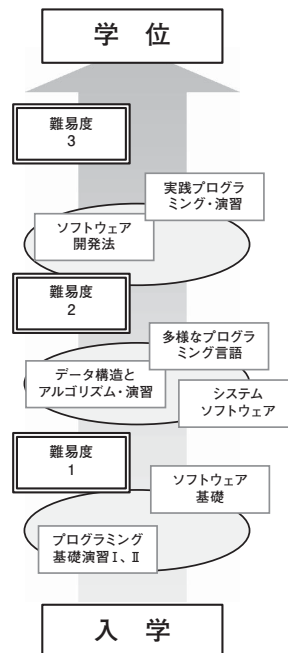 学 位
難易度
3
実践プログラ
ミング・演習
ソフトウェア
開発法
難易度
2
多様なプログラ
ミング言語
データ構造と
アルゴリズム・演習
システム
ソフトウェア
難易度
1
ソフトウェア
基礎
プログラミング
基礎演習Ⅰ、Ⅱ
入 学